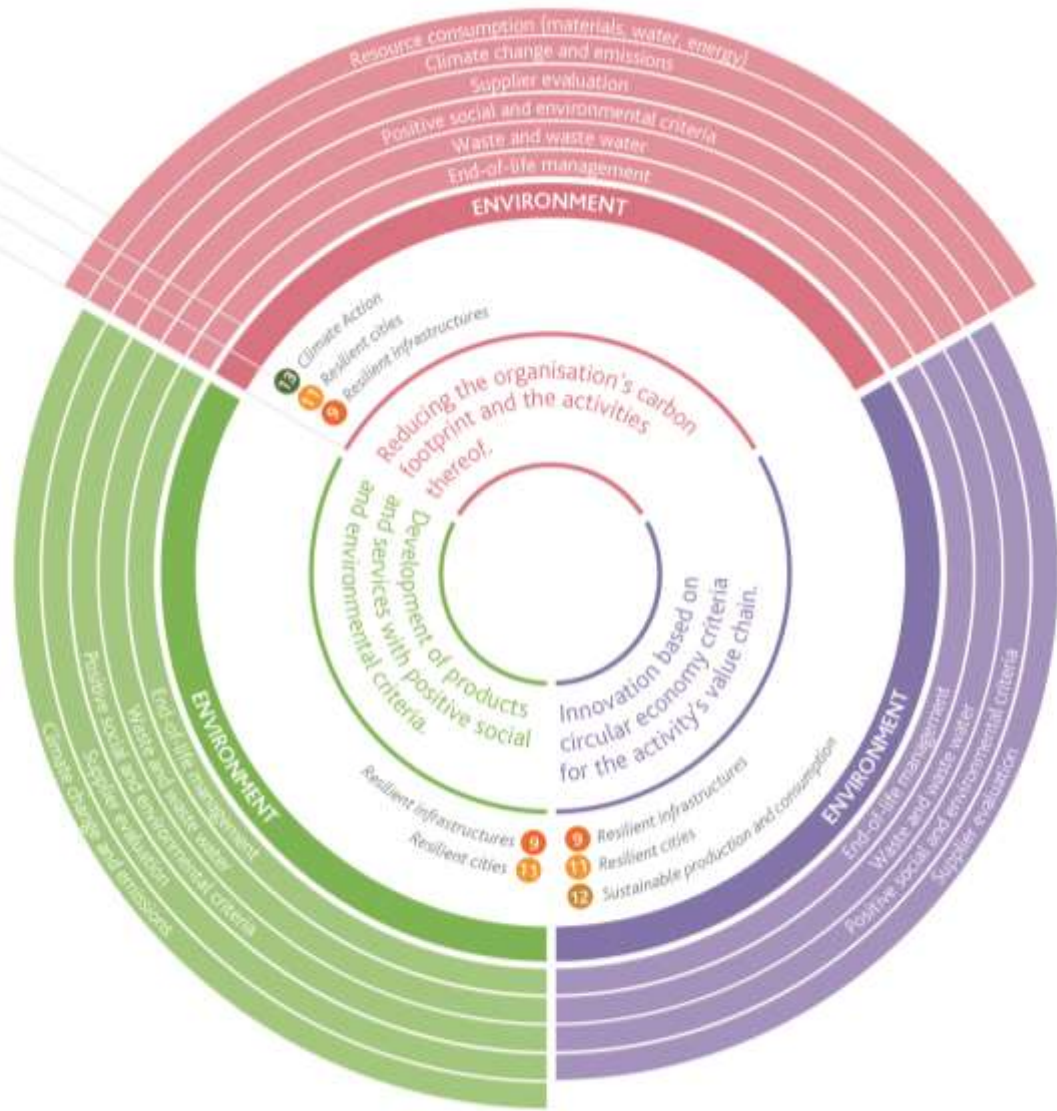 Resource consumption (materials, water, energy)
Climate change and emissions
Supplier evaluation
Positive social and environmental criteria
Waste and waste water
End-of-life management
ENVIRONMENT
13 Climate Action
11 Resilient cities
9 Resilient infrastructures
Reducing the organisation's carbon
footprint and the activities
thereof.
Development of products
and services with positive social
and environmental criteria.
Innovation based on
circular economy criteria
for the activity's value chain.
Resilient infrastructures 9
Resilient cities 13
9 Resilient infrastructures
11 Resilient cities
12 Sustainable production and consumption
ENVIRONMENT
End-of-life management
Waste and waste water
Positive social and environmental criteria
Supplier evaluation
Climate change and emissions
ENVIRONMENT
End-of-life management
Waste and waste water
Positive social and environmental criteria
Supplier evaluation